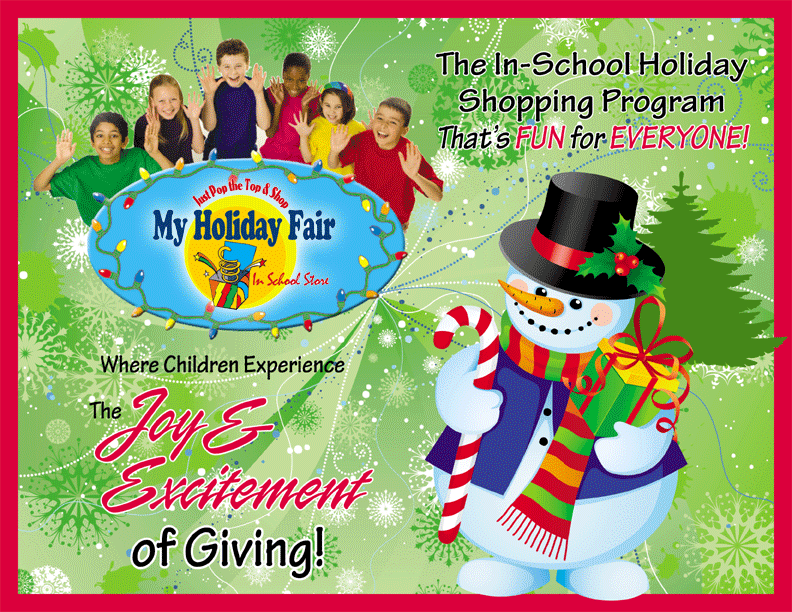 The In-School Holiday
Shopping Program
That's FUN for EVERYONE!
Just Pop the Top & Shop
My Holiday Fair
In School Store
Where Children Experience
The Joy &
Excitement
of Giving!